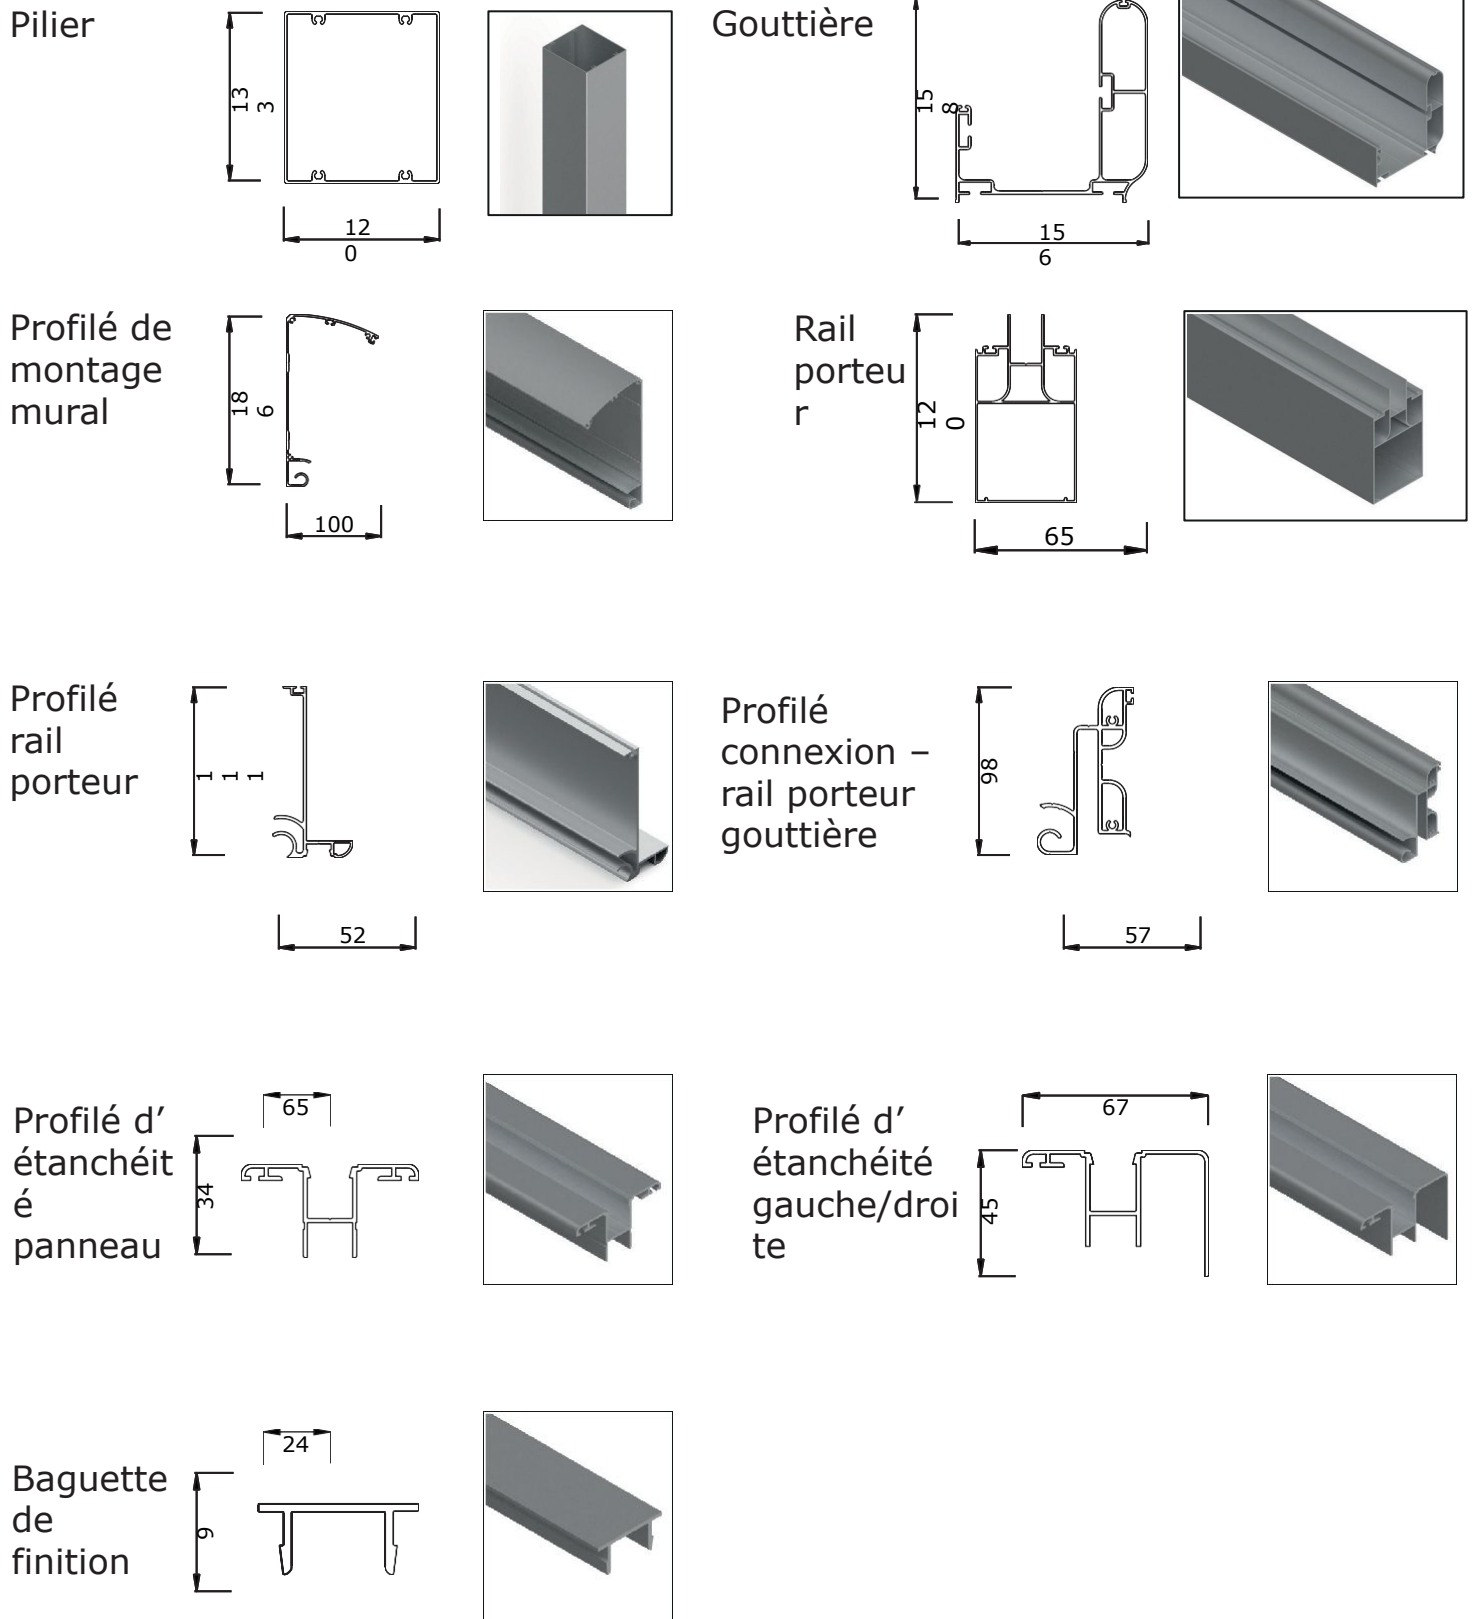 Pilier
13
3
12
0
Gouttière
15
8
15
6
Profilé de
montage
mural
18
6
100
Rail
porteu
r
12
0
65
Profilé
rail
porteur
1
1
1
52
Profilé
connexion –
rail porteur
gouttière
98
57
Profilé d’
étanchéit
é
panneau
65
34
Profilé d’
étanchéité
gauche/droi
te
67
45
Baguette
de
finition
24
9